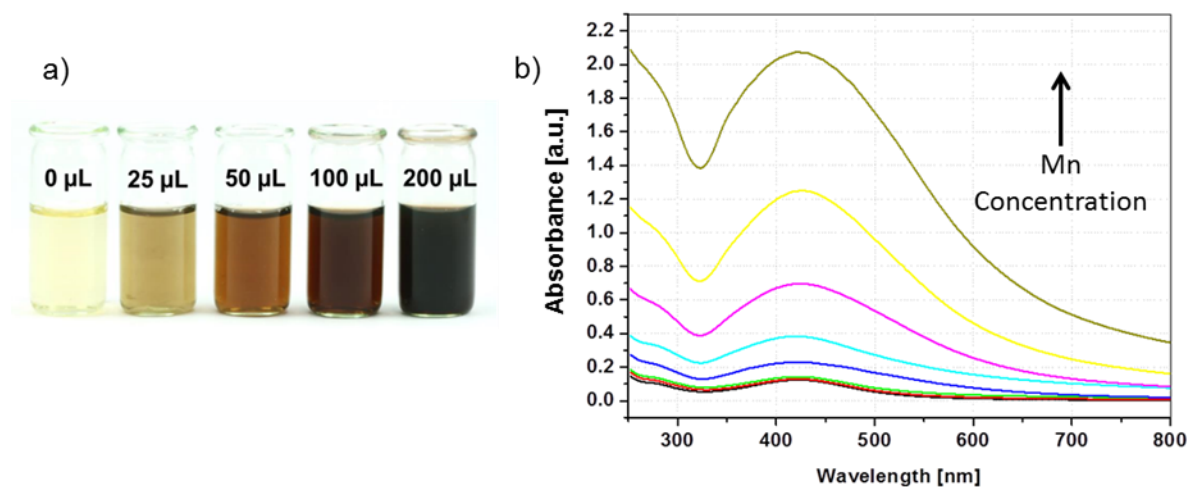 a)
0 µL 25 µL 50 µL 100 µL 200 µL
b)
Absorbance [a.u.]
2.2
2.0
1.8
1.6
1.4
1.2
1.0
0.8
0.6
0.4
0.2
0.0
Mn
Concentration
300 400 500 600 700 800
Wavelength [nm]